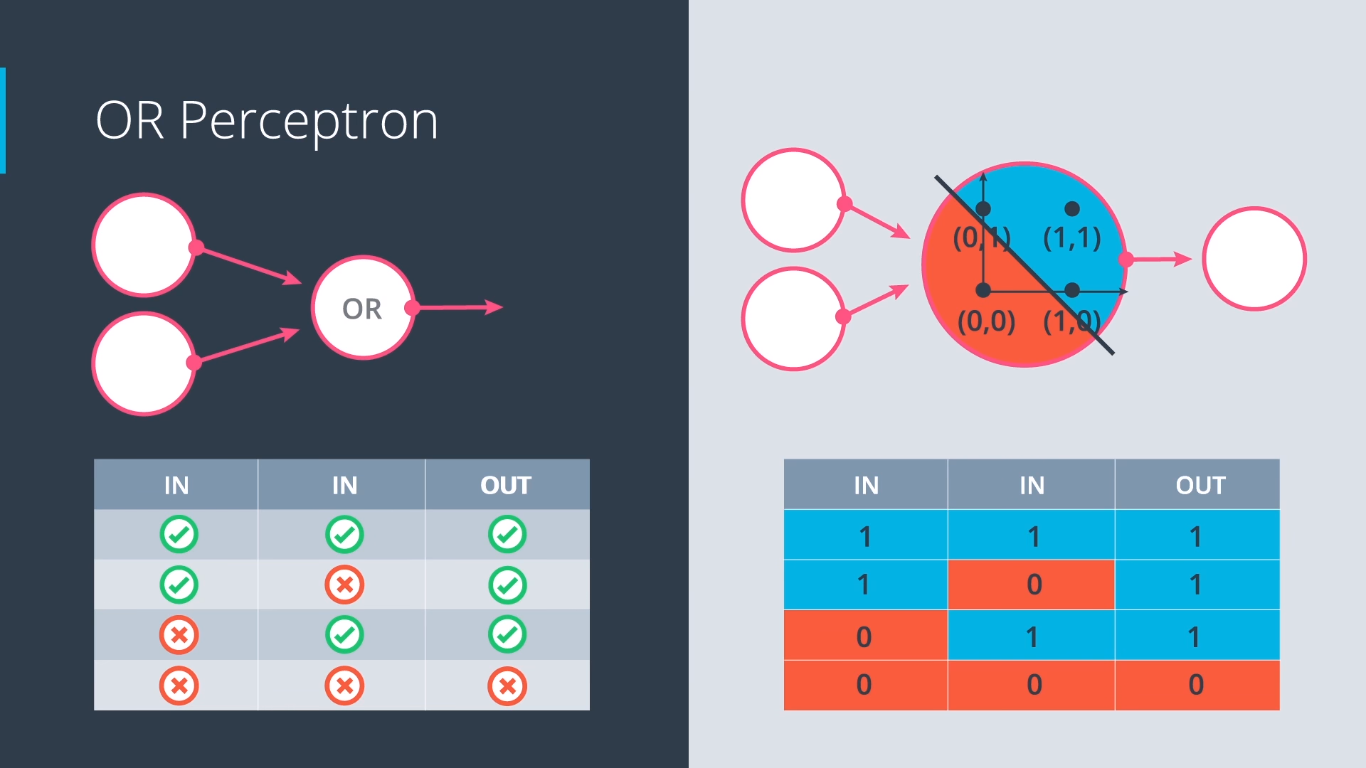 OR Perceptron
OR
(0,1) (1,1)
(0,0) (1,0)
IN IN OUT
IN IN OUT
1 1 1
1 0 1
0 1 1
0 0 0